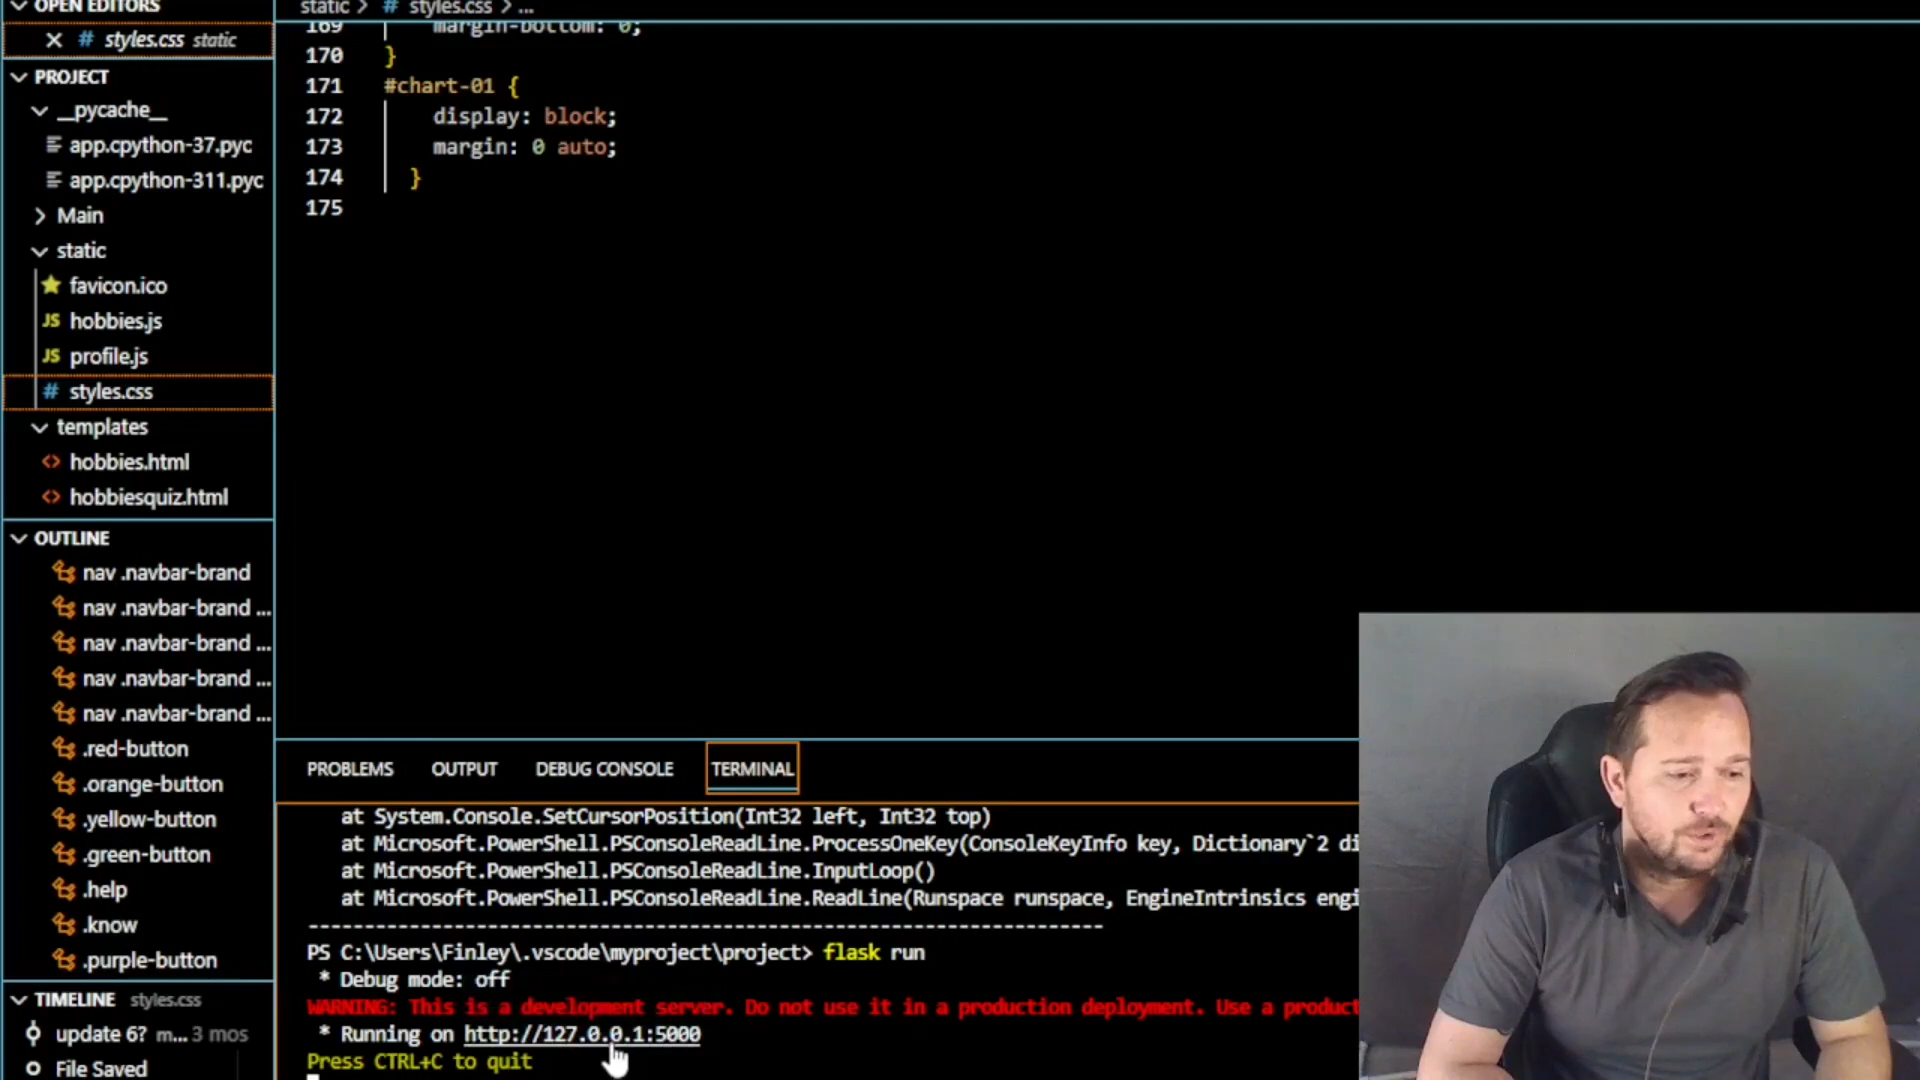 OPEN EDITORS
styles.css static
PROJECT
__pycache__
app.cpython-37.pyc
app.cpython-311.pyc
Main
static
favicon.ico
JS hobbies.js
JS profile.js
# styles.css
templates
<> hobbies.html
<> hobbiesquiz.html
OUTLINE
nav .navbar-brand
nav .navbar-brand ...
nav .navbar-brand ...
nav .navbar-brand ...
nav .navbar-brand ...
.red-button
.orange-button
.yellow-button
.green-button
.help
.know
.purple-button
TIMELINE styles.css
update 6? m... 3 mos
File Saved
static > # styles.css > ...
169 margin-bottom: 0;
170 }
171 #chart-01 {
172 display: block;
173 margin: 0 auto;
174 }
175
PROBLEMS OUTPUT DEBUG CONSOLE TERMINAL
at System.Console.SetCursorPosition(Int32 left, Int32 top)
at Microsoft.PowerShell.PSConsoleReadLine.ProcessOneKey(ConsoleKeyInfo key, Dictionary`2 di
at Microsoft.PowerShell.PSConsoleReadLine.InputLoop()
at Microsoft.PowerShell.PSConsoleReadLine.ReadLine(Runspace runspace, EngineIntrinsics engi
-----------------------------------------------------------------------
PS C:\Users\Finley\.vscode\myproject\project> flask run
* Debug mode: off
WARNING: This is a development server. Do not use it in a production deployment. Use a product
* Running on http://127.0.0.1:5000
Press CTRL+C to quit